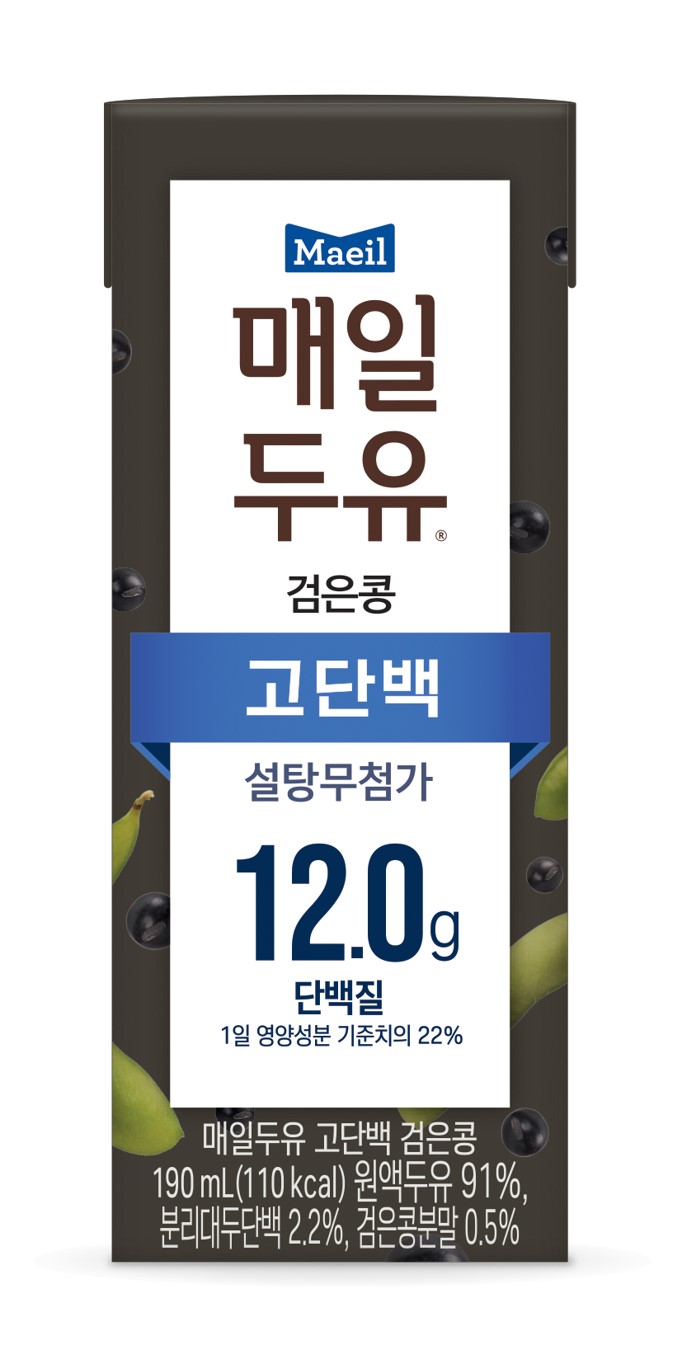 Maeil
매일
두유®
검은콩
고단백
설탕무첨가
12.0g
단백질
1일 영양성분 기준치의 22%
매일두유 고단백 검은콩
190 mL(110 kcal) 원액두유 91%,
분리대두단백 2.2%, 검은콩분말 0.5%